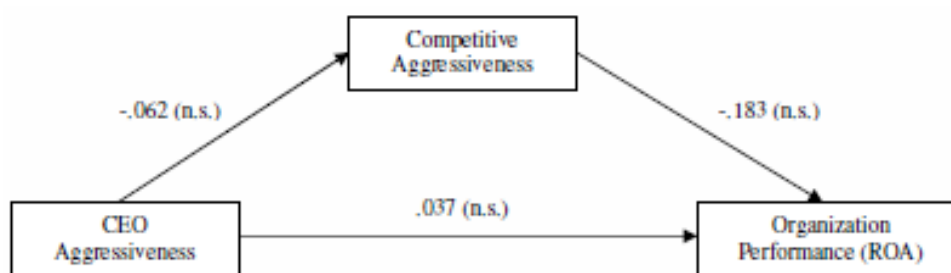 Competitive
Aggressiveness
-.062 (n.s.)
-.183 (n.s.)
.037 (n.s.)
CEO
Aggressiveness
Organization
Performance (ROA)